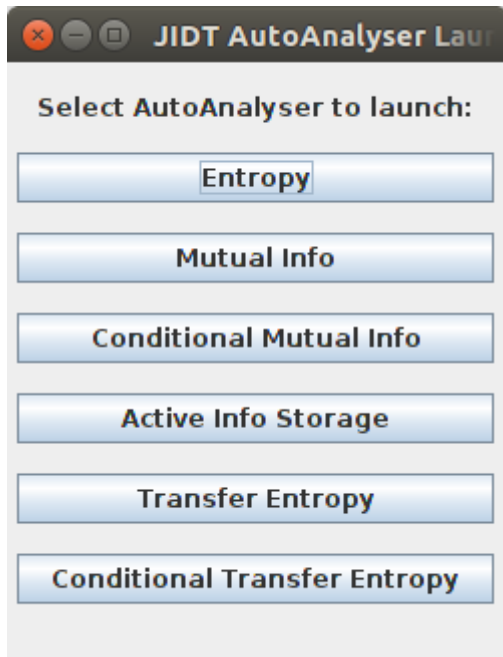 JIDT AutoAnalyser
Select AutoAnalyser to launch:
Entropy
Mutual Info
Conditional Mutual Info
Active Info Storage
Transfer Entropy
Conditional Transfer Entropy